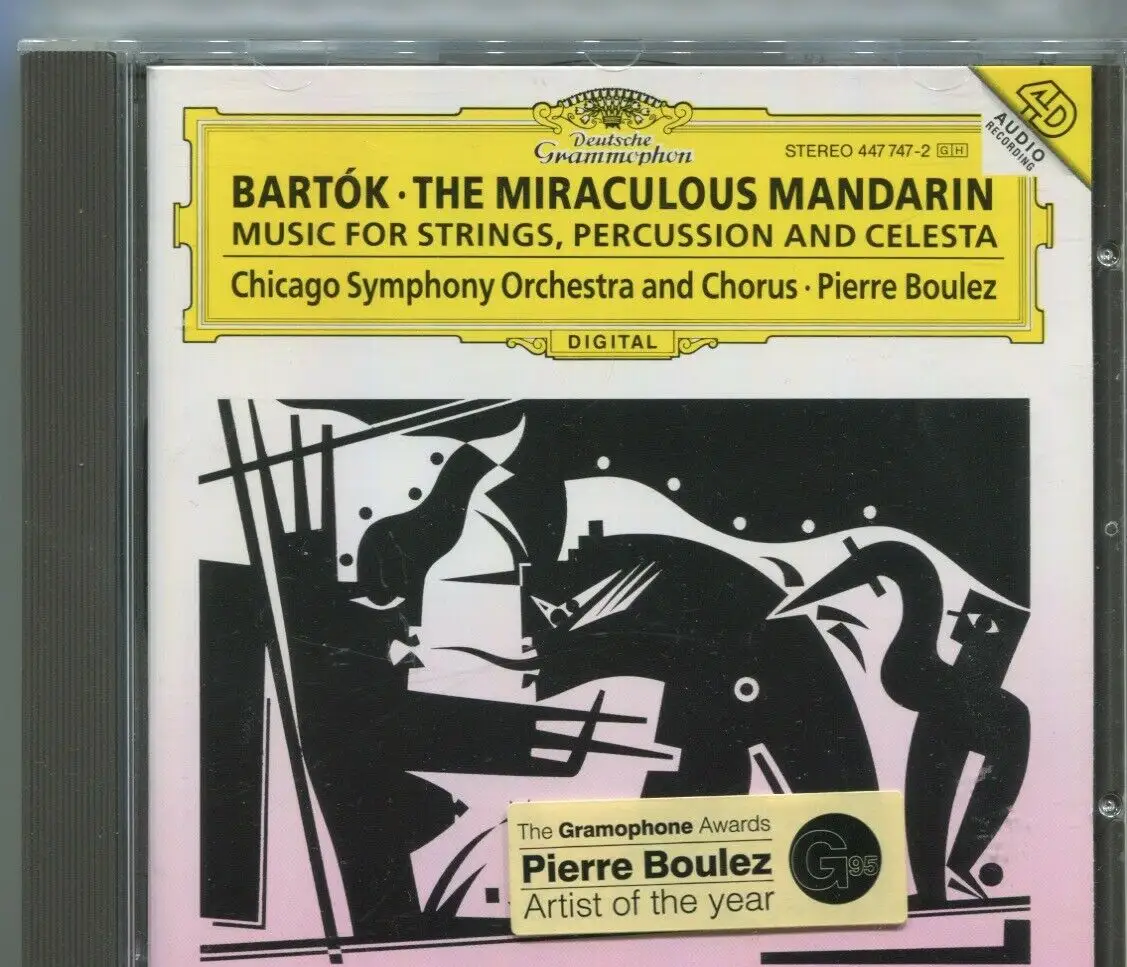 Deutsche
Grammophon
STEREO 447 747-2 GH
4D
AUDIO
RECORDING
BARTÓK · THE MIRACULOUS MANDARIN
MUSIC FOR STRINGS, PERCUSSION AND CELESTA
Chicago Symphony Orchestra and Chorus · Pierre Boulez
DIGITAL
The Gramophone Awards
Pierre Boulez
Artist of the year
G95